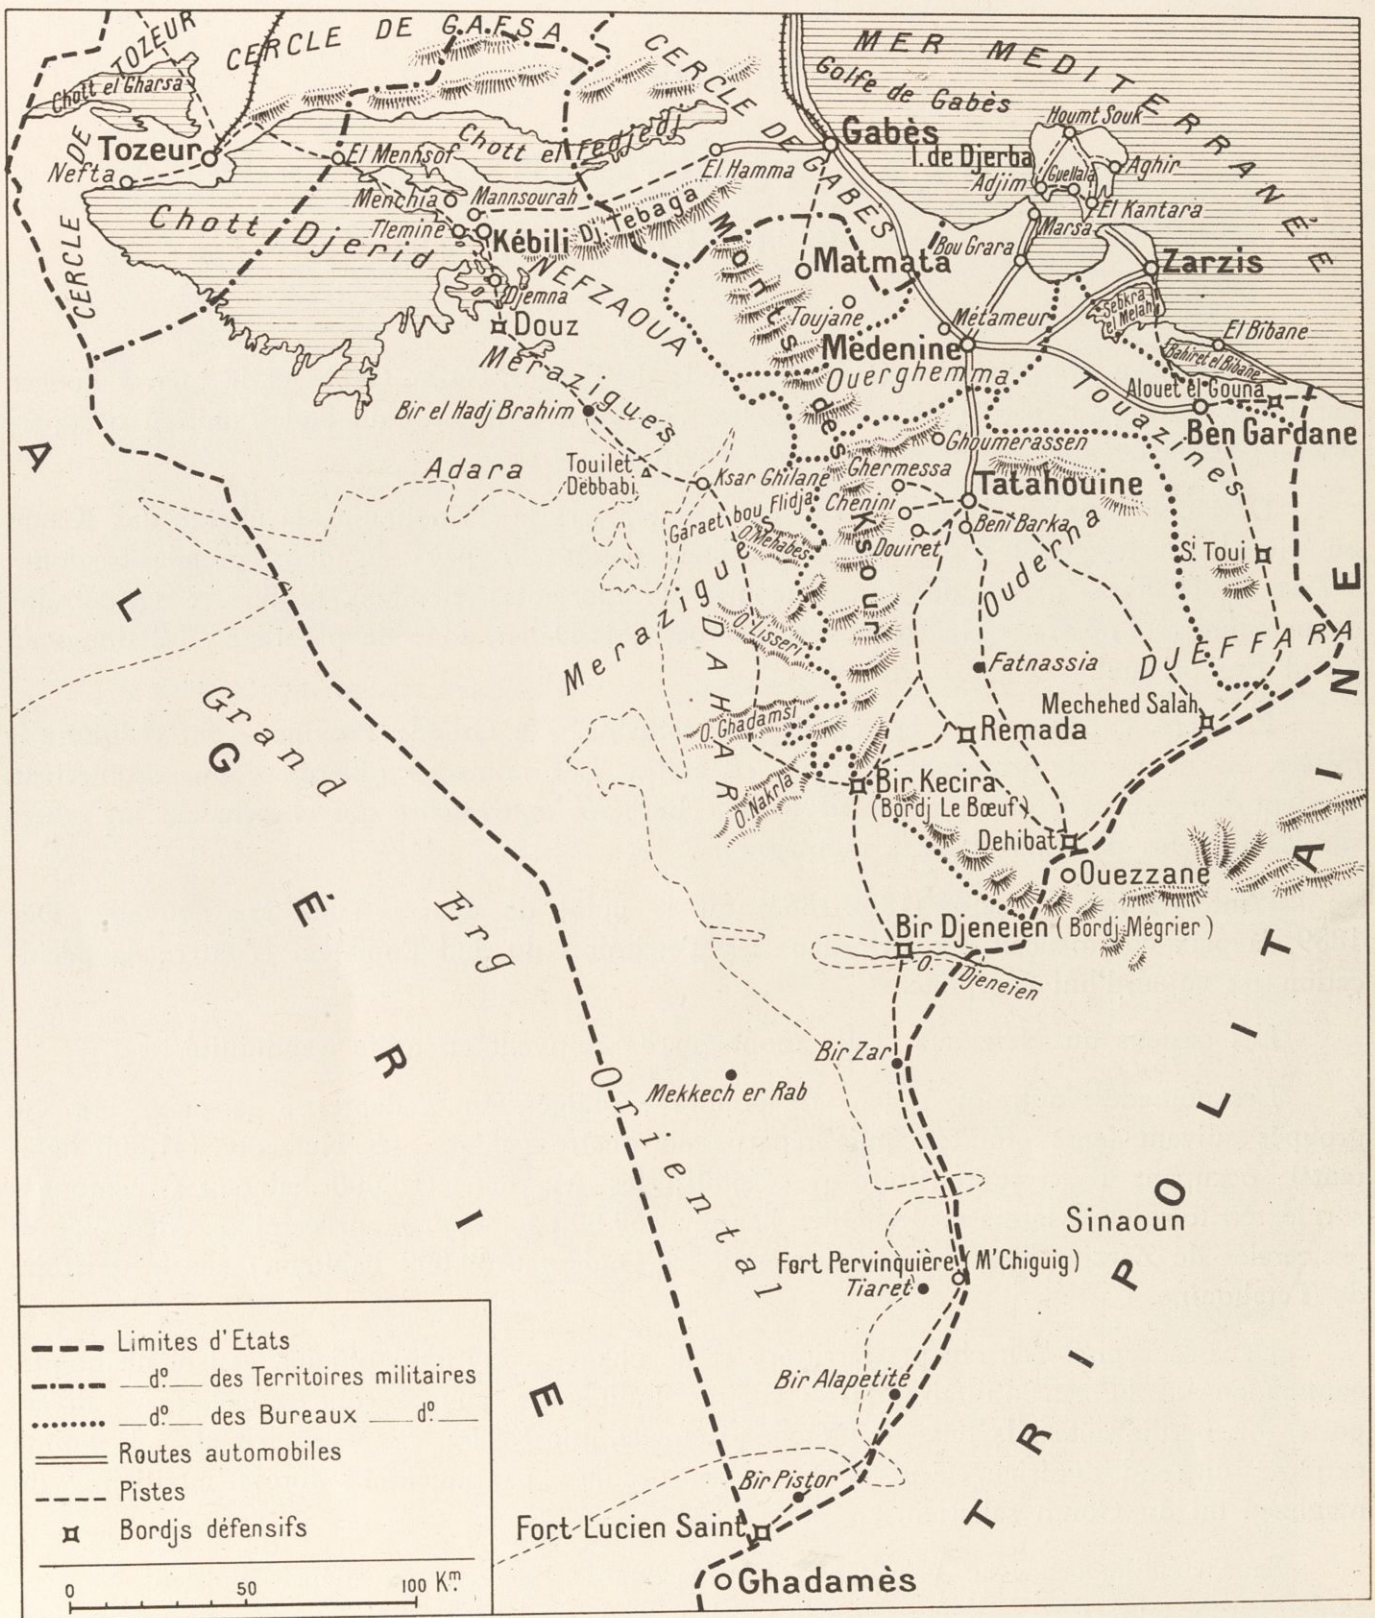 TOZEUR
CERCLE DE GAFSA
CERCLE DE GABÈS
MER MEDITERRANÉE
Golfe de Gabès
Chott el Gharsa
CERCLE DE
Tozeur
Nefta
El Mennsof
Chott el Fedjedj
El Hamma
Gabès
Houmt Souk
I. de Djerba
Guellala
Aghir
Adjim
El Kantara
Marsa
Menchia
Mannsourah
Tlemine
Kébili
Dj. Tebaga
Chott Djerid
NEFZAOUA
Djemna
Douz
Monts des Ksour
Matmata
Bou Grara
Zarzis
Toujane
Métameur
Sebkra el Melah
El Bibane
Bahiret el Bibane
Médenine
Ouerghemma
Touazines
Alouet el Gouna
Ben Gardane
Merazigues
Bir el Hadj Brahim
Adara
Touilet
Debbabi
Ksar Ghilane
Ghoumerassen
Ghermessa
Chenini
Tatahouine
Garaet bou Flidja
O. Mehabes
Douiret
Beni Barka
Ouderna
Si Toui
Merazigues
DAHAR
O. Lisseri
Fatnassia
DJEFFARA
Mechehed Salah
O. Ghadamsi
Remada
O. Nakrla
Bir Kecira
(Bordj Le Bœuf)
Dehibat
Ouezzane
Bir Djeneien (Bordj Mégrier)
O. Djeneien
Bir Zar
Mekkech er Rab
Grand Erg Oriental
ALGÉRIE
TRIPOLITAINE
Sinaoun
Fort Pervinquière (M'Chiguig)
Tiaret
Bir Alapetite
Bir Pistor
Fort Lucien Saint
Ghadamès
Limites d'Etats
do. des Territoires militaires
do. des Bureaux do.
Routes automobiles
Pistes
Bordjs défensifs
0 50 100 Km.